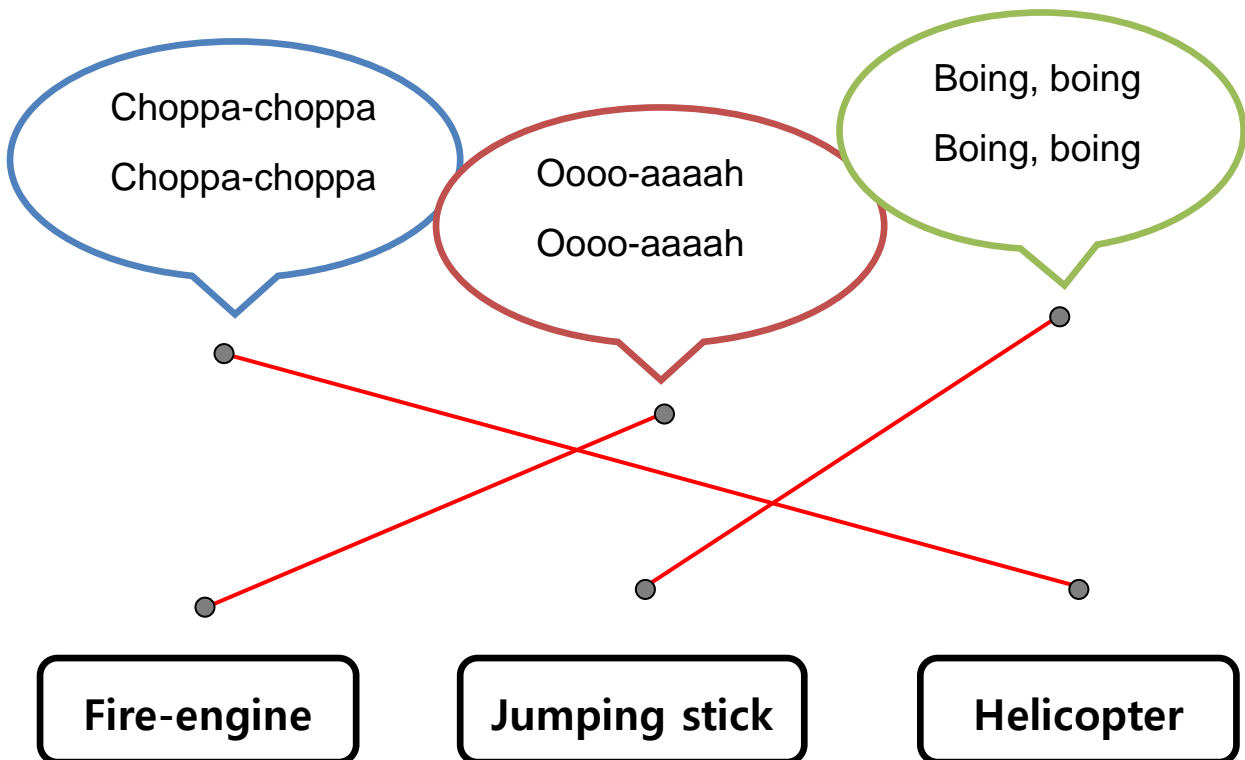 Choppa-choppa
Choppa-choppa
Oooo-aaaah
Oooo-aaaah
Boing, boing
Boing, boing
Fire-engine
Jumping stick
Helicopter